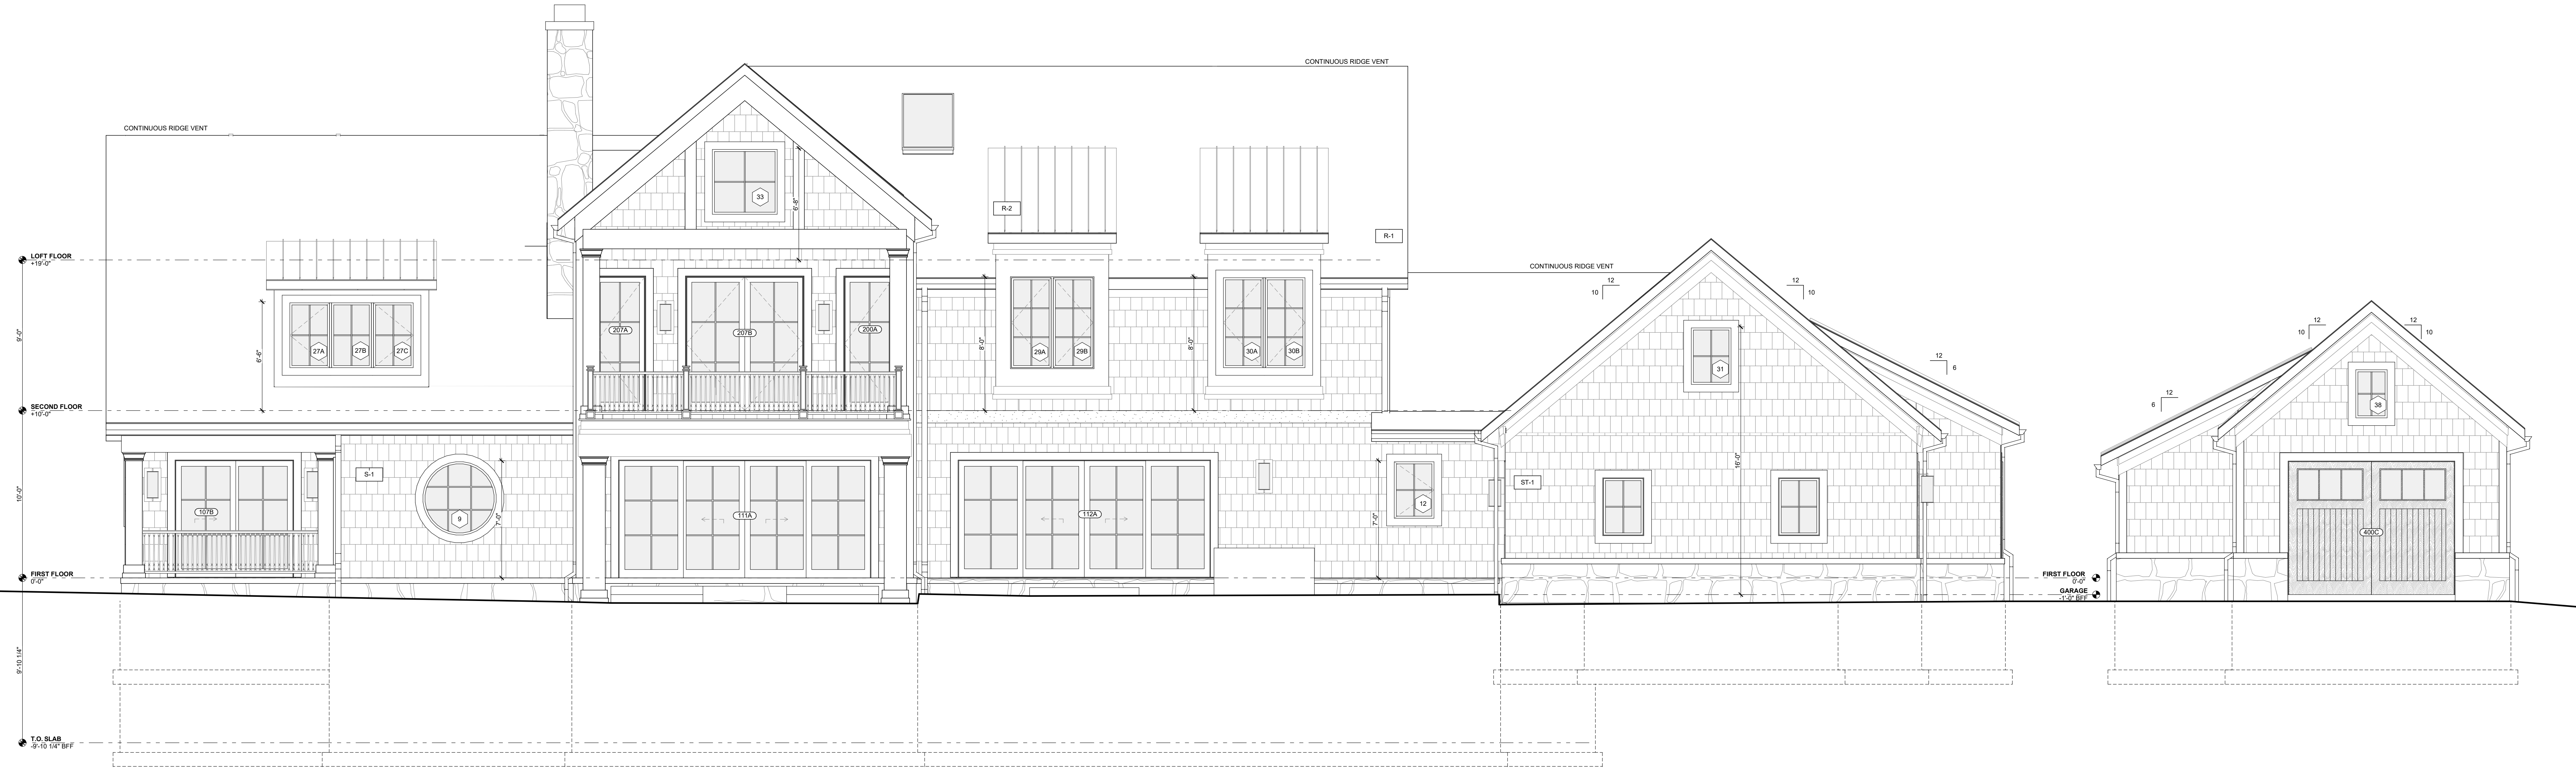 CONTINUOUS RIDGE VENT
CONTINUOUS RIDGE VENT
33
6'-6"
R-2
R-1
LOFT FLOOR
+19'-0"
CONTINUOUS RIDGE VENT
12
10
12
10
12
10
12
10
9'-0"
6'-6"
27A
27B
27C
207A
207B
200A
8'-0"
29A
29B
8'-0"
30A
30B
31
12
6
12
6
38
SECOND FLOOR
+10'-0"
S-1
ST-1
16'-0"
10'-0"
107B
9
7'-0"
111A
112A
7'-0"
12
400C
FIRST FLOOR
0'-0"
FIRST FLOOR
0'-0"
GARAGE
-1'-0" BFF
9'-10 1/4"
T.O. SLAB
-9'-10 1/4" BFF